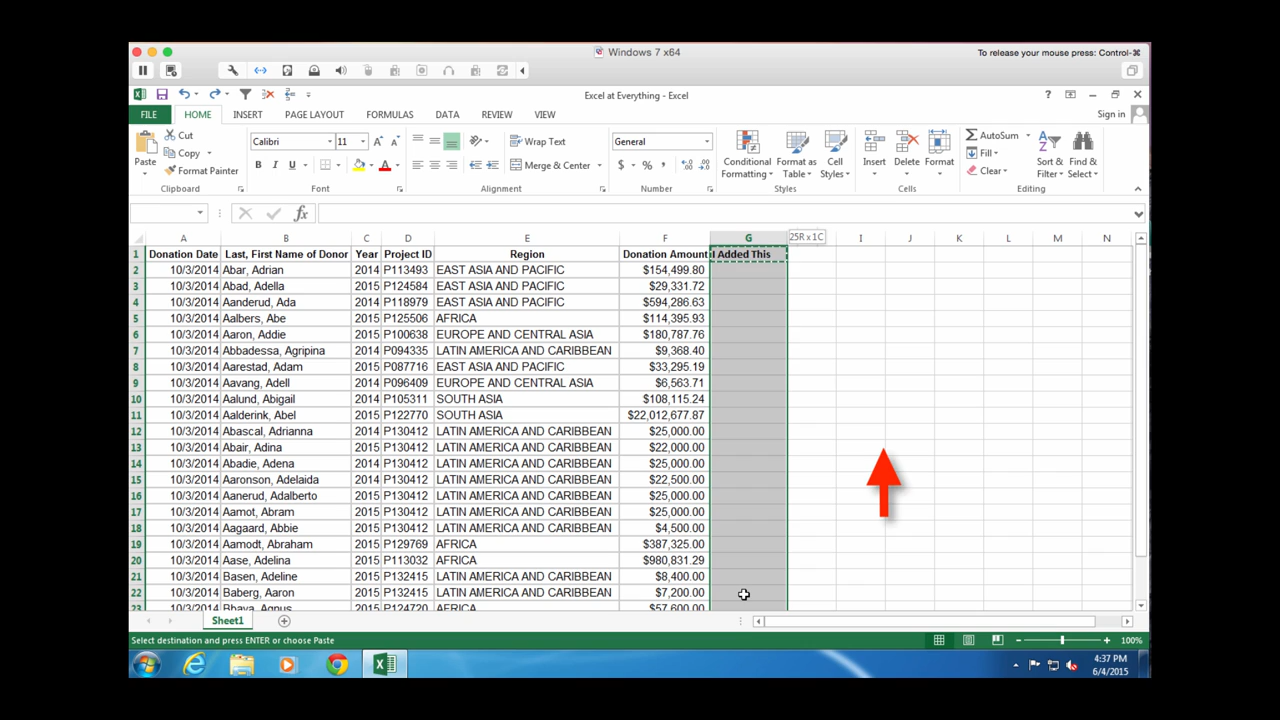 Windows 7 x64
To release your mouse press: Control-⌘
Excel at Everything - Excel
?
Sign in
FILE HOME INSERT PAGE LAYOUT FORMULAS DATA REVIEW VIEW
Cut
Copy
Format Painter
Paste
Clipboard
Calibri 11
B I U
Font
Wrap Text
Merge & Center
Alignment
General
$ % ,
Number
Conditional Formatting
Format as Table
Cell Styles
Styles
Insert
Delete
Format
Cells
AutoSum
Fill
Clear
Sort & Filter
Find & Select
Editing
fx
A B C D E F G 25R x 1C I J K L M N
1 Donation Date Last, First Name of Donor Year Project ID Region Donation Amount I Added This
2 10/3/2014 Abar, Adrian 2014 P113493 EAST ASIA AND PACIFIC $154,499.80
3 10/3/2014 Abad, Adella 2015 P124584 EAST ASIA AND PACIFIC $29,331.72
4 10/3/2014 Aanderud, Ada 2014 P118979 EAST ASIA AND PACIFIC $594,286.63
5 10/3/2014 Aalbers, Abe 2014 P125506 AFRICA $114,395.93
6 10/3/2014 Aaron, Addie 2015 P100638 EUROPE AND CENTRAL ASIA $180,787.76
7 10/3/2014 Abbadessa, Agripina 2014 P094335 LATIN AMERICA AND CARIBBEAN $9,368.40
8 10/3/2014 Aarestad, Adam 2014 P087716 EAST ASIA AND PACIFIC $33,295.19
9 10/3/2014 Aavang, Adell 2014 P096409 EUROPE AND CENTRAL ASIA $6,563.71
10 10/3/2014 Aalund, Abigail 2014 P105311 SOUTH ASIA $108,115.24
11 10/3/2014 Aalderink, Abel 2015 P122770 SOUTH ASIA $22,012,677.87
12 10/3/2014 Abascal, Adrianna 2014 P130412 LATIN AMERICA AND CARIBBEAN $25,000.00
13 10/3/2014 Abair, Adina 2015 P130412 LATIN AMERICA AND CARIBBEAN $22,000.00
14 10/3/2014 Abadie, Adena 2014 P130412 LATIN AMERICA AND CARIBBEAN $25,000.00
15 10/3/2014 Aaronson, Adelaida 2015 P130412 LATIN AMERICA AND CARIBBEAN $22,500.00
16 10/3/2014 Aanerud, Adalberto 2015 P130412 LATIN AMERICA AND CARIBBEAN $25,000.00
17 10/3/2014 Aamot, Abram 2015 P130412 LATIN AMERICA AND CARIBBEAN $25,000.00
18 10/3/2014 Aagaard, Abbie 2015 P130412 LATIN AMERICA AND CARIBBEAN $4,500.00
19 10/3/2014 Aamodt, Abraham 2015 P129769 AFRICA $387,325.00
20 10/3/2014 Aase, Adelina 2014 P113032 AFRICA $980,831.29
21 10/3/2014 Basen, Adeline 2015 P132415 LATIN AMERICA AND CARIBBEAN $8,400.00
22 10/3/2014 Baberg, Aaron 2015 P132415 LATIN AMERICA AND CARIBBEAN $7,200.00
23 10/3/2014 Bbaya, Agnus 2015 P124720 AFRICA $57,600.00
Sheet1
Select destination and press ENTER or choose Paste
100%
4:37 PM
6/4/2015